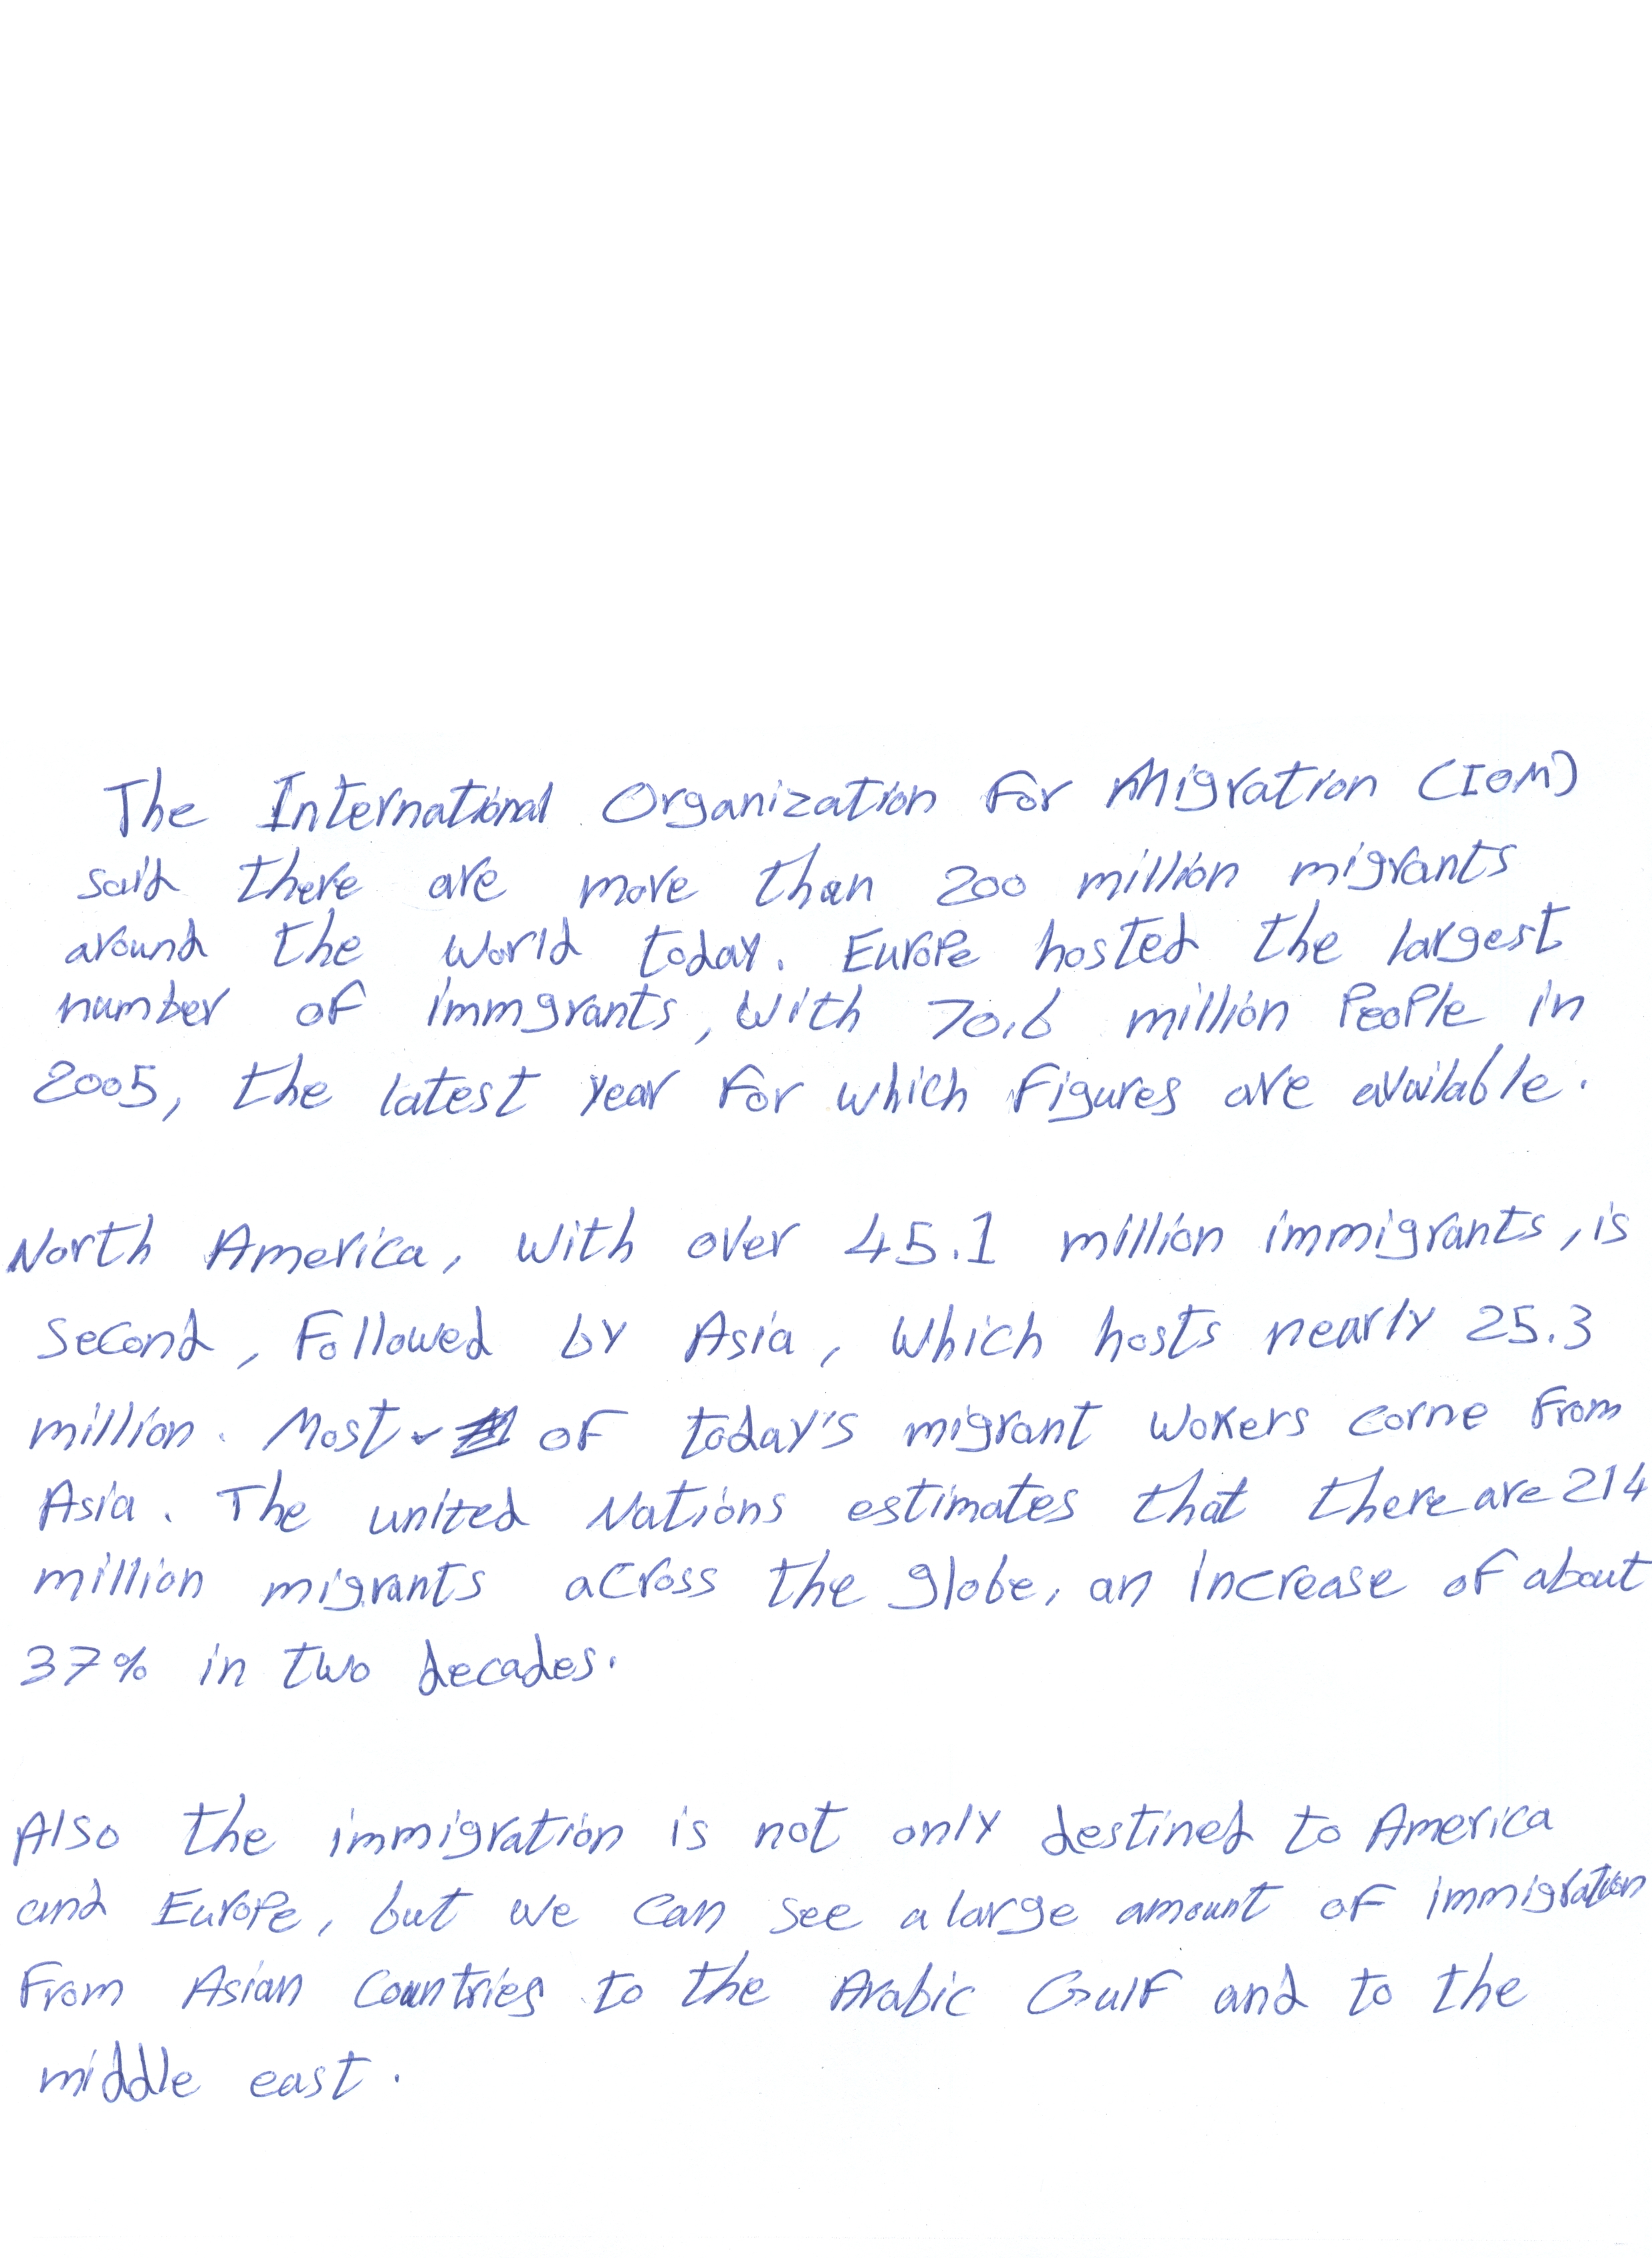 The International Organization for Migration (IOM)
said there are more than 200 million migrants
around the world today. Europe hosted the largest
number of immgrants, with 70.6 million people in
2005, the latest year for which figures are available.
North America, with over 45.1 million immigrants, is
second, followed by Asia, which hosts nearly 25.3
million. Most of today's migrant wokers corne from
Asia. The united Nations estimates that there are 214
million migrants across the globe, an increase of about
37% in two decades.
Also the immigration is not only destined to America
and Europe, but we can see a large amount of immigration
From Asian Countries to the Arabic Gulf and to the
middle east.